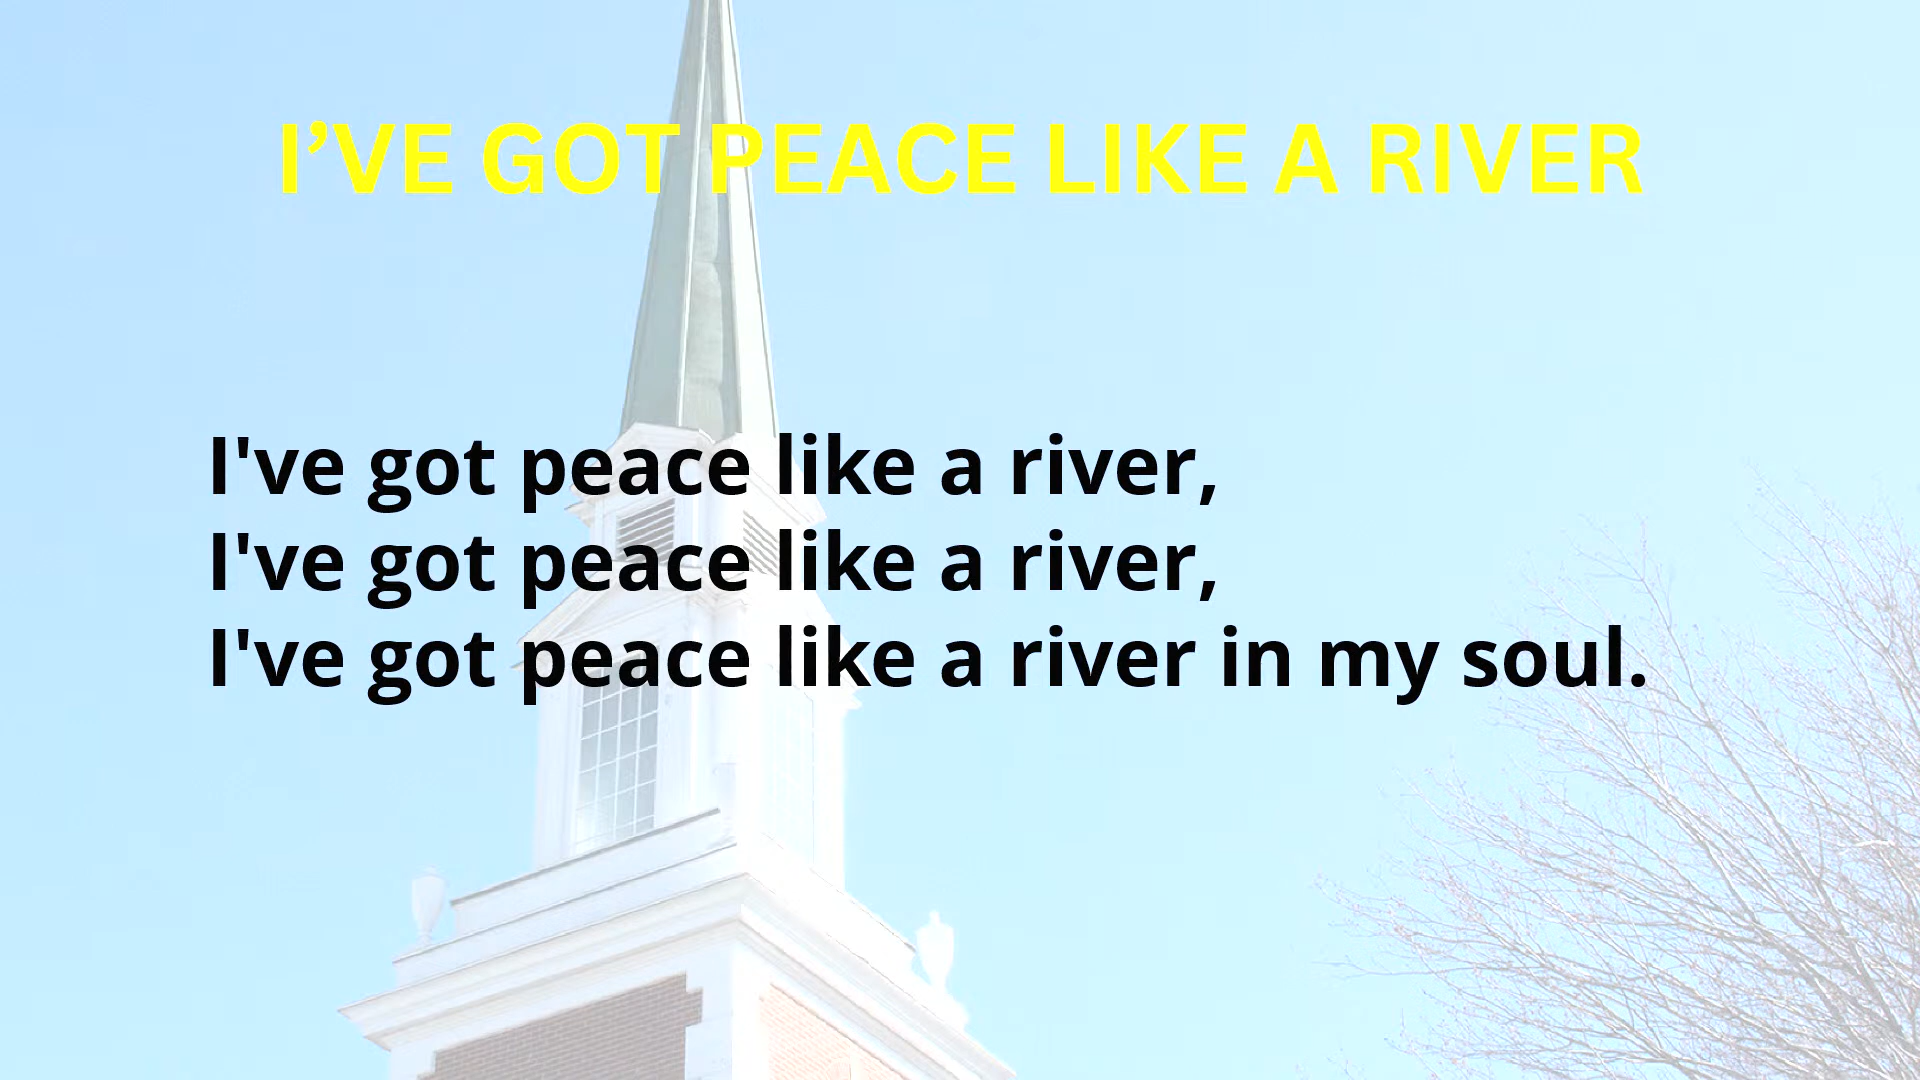 I’VE GOT PEACE LIKE A RIVER
I've got peace like a river,
I've got peace like a river,
I've got peace like a river in my soul.